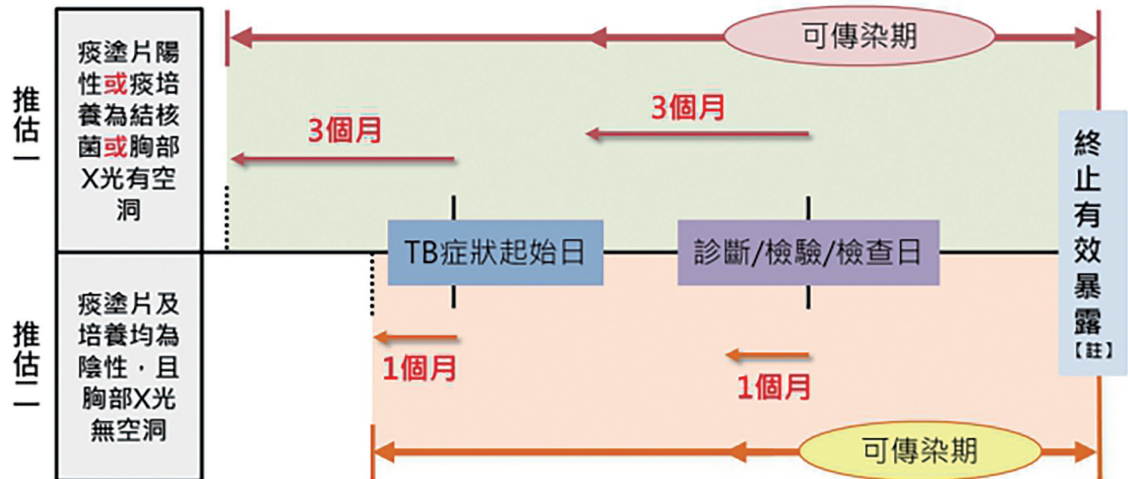 可傳染期
推估一
痰塗片陽
性或痰培
養為結核
菌或胸部
X光有空
洞
3個月
3個月
TB症狀起始日
診斷/檢驗/檢查日
終止有效暴露
【註】
推估二
痰塗片及
培養均為
陰性，且
胸部X光
無空洞
1個月
1個月
可傳染期